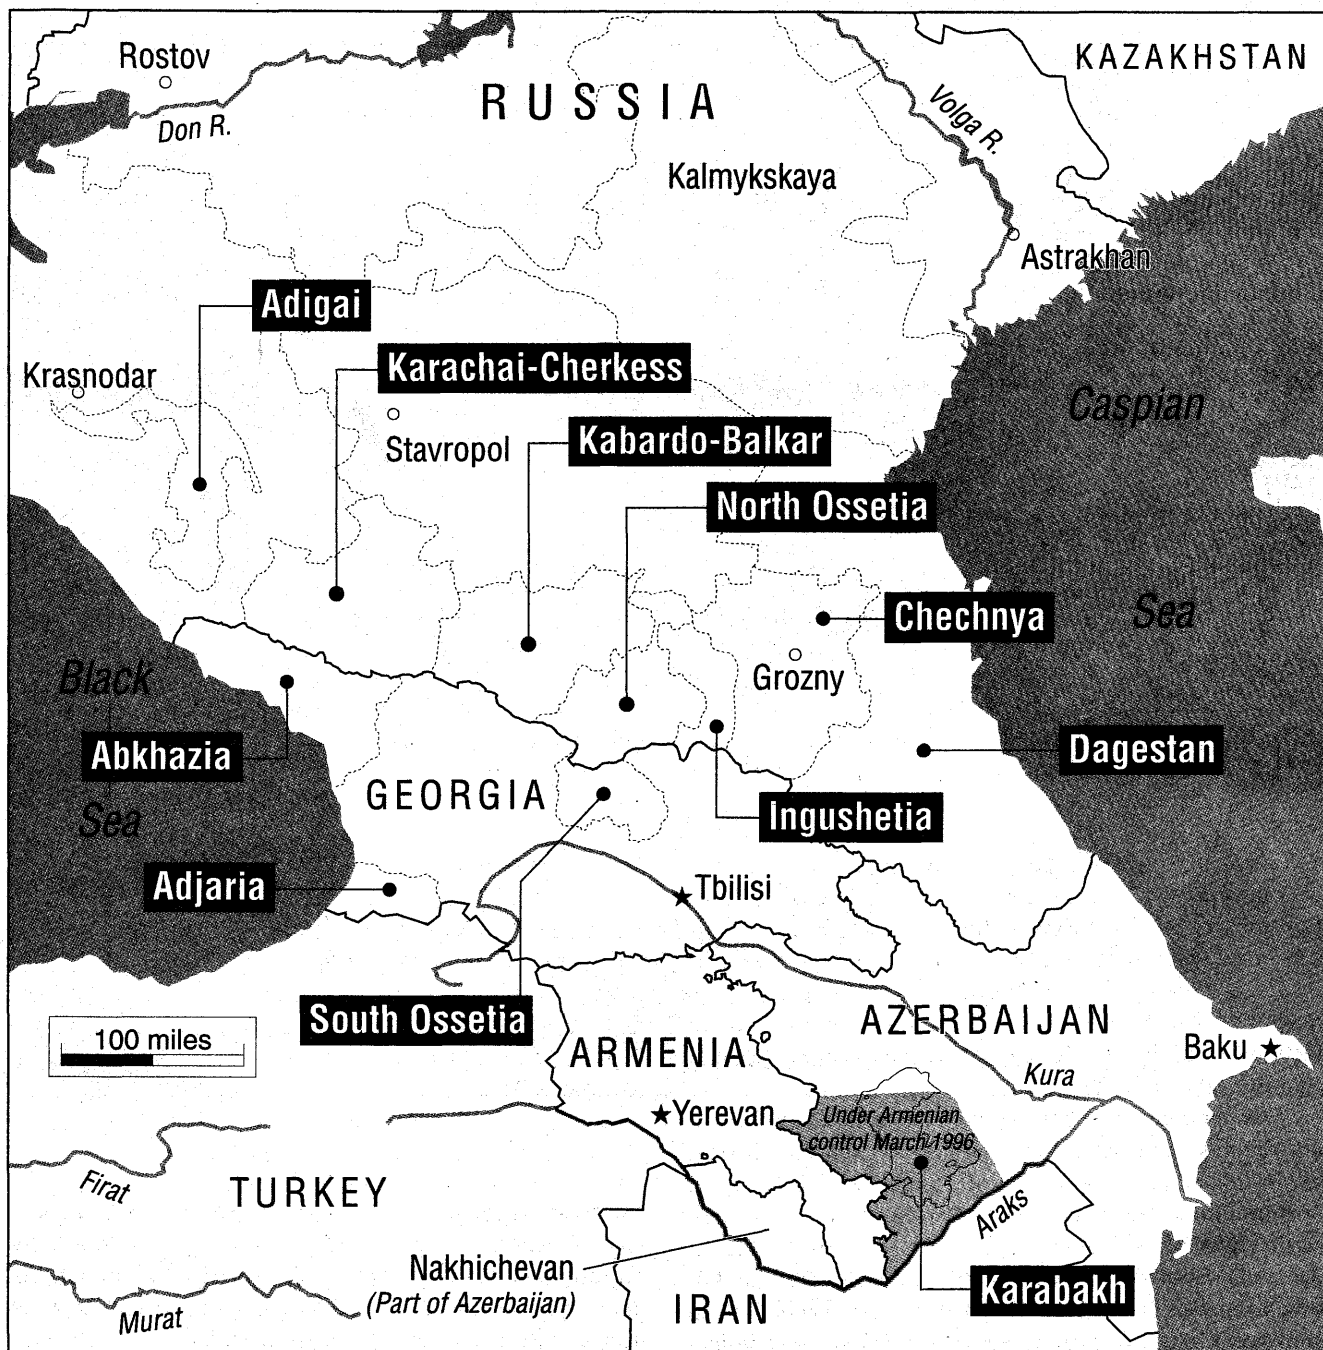 Rostov
KAZAKHSTAN
RUSSIA
Don R.
Volga R.
Kalmykskaya
Astrakhan
Adigai
Krasnodar
Karachai-Cherkess
Caspian
Sea
Stavropol
Kabardo-Balkar
North Ossetia
Chechnya
Grozny
Black
Sea
Abkhazia
Dagestan
GEORGIA
Ingushetia
Adjaria
Tbilisi
South Ossetia
100 miles
AZERBAIJAN
ARMENIA
Baku
Kura
Yerevan
Under Armenian
control March 1996
Firat
TURKEY
Araks
Nakhichevan
(Part of Azerbaijan)
Karabakh
IRAN
Murat